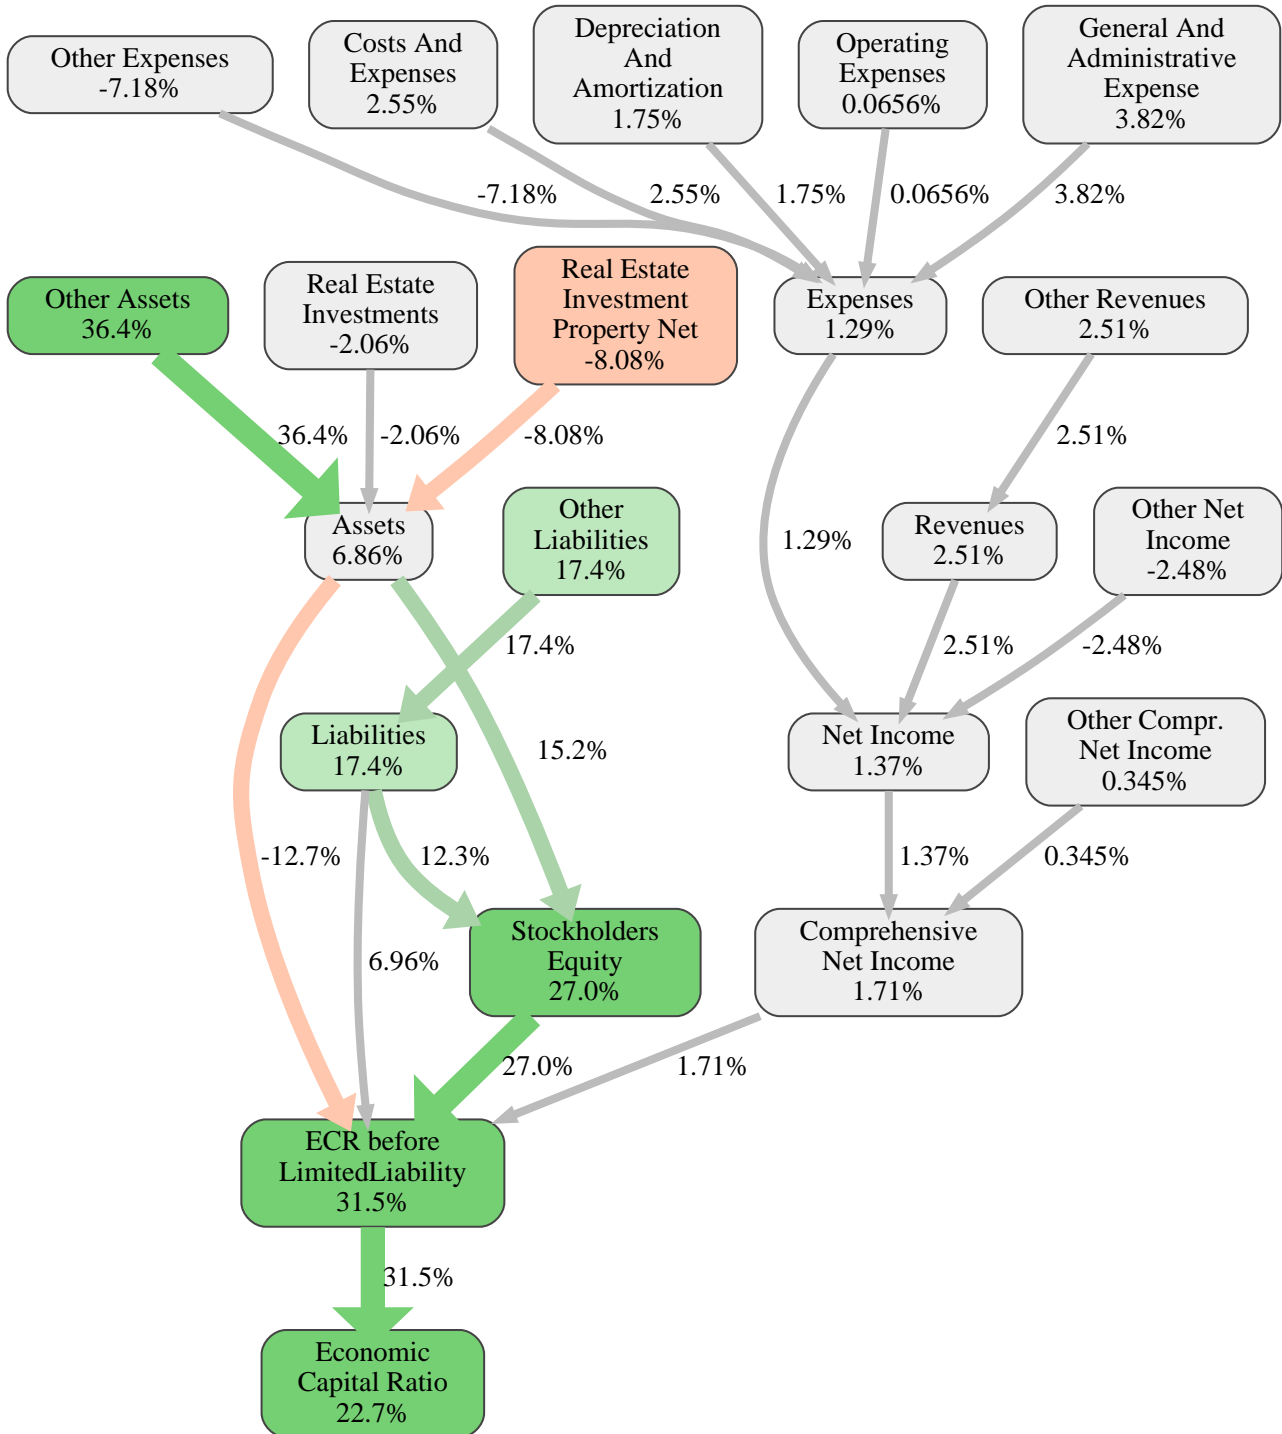 Other Expenses
-7.18%
Costs And
Expenses
2.55%
Depreciation
And
Amortization
1.75%
Operating
Expenses
0.0656%
General And
Administrative
Expense
3.82%
-7.18%
2.55%
1.75%
0.0656%
3.82%
Other Assets
36.4%
Real Estate
Investments
-2.06%
Real Estate
Investment
Property Net
-8.08%
Expenses
1.29%
Other Revenues
2.51%
36.4%
-2.06%
-8.08%
2.51%
Assets
6.86%
Other
Liabilities
17.4%
1.29%
Revenues
2.51%
Other Net
Income
-2.48%
17.4%
2.51%
-2.48%
Liabilities
17.4%
15.2%
Net Income
1.37%
Other Compr.
Net Income
0.345%
-12.7%
12.3%
1.37%
0.345%
6.96%
Stockholders
Equity
27.0%
Comprehensive
Net Income
1.71%
27.0%
1.71%
ECR before
LimitedLiability
31.5%
31.5%
Economic
Capital Ratio
22.7%